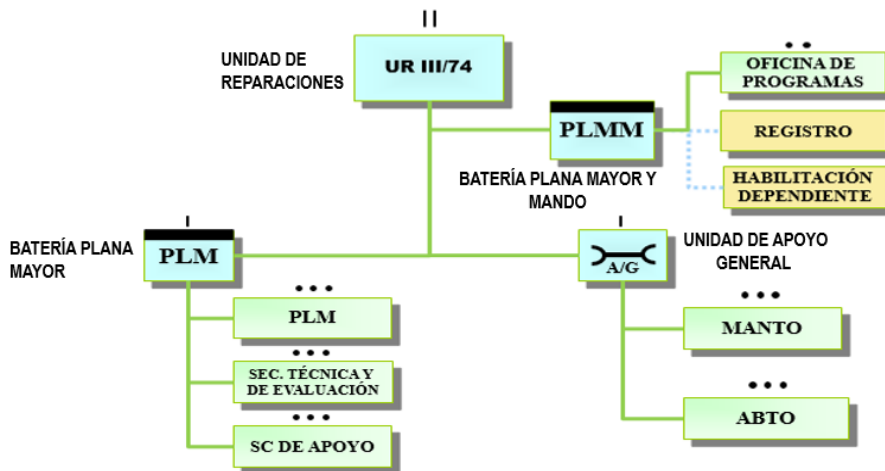 UNIDAD DE
REPARACIONES
UR III/74
OFICINA DE
PROGRAMAS
PLMM
REGISTRO
HABILITACIÓN
DEPENDIENTE
BATERÍA PLANA MAYOR Y
MANDO
BATERÍA PLANA
MAYOR
PLM
A/G
UNIDAD DE APOYO
GENERAL
PLM
SEC. TÉCNICA Y
DE EVALUACIÓN
SC DE APOYO
MANTO
ABTO